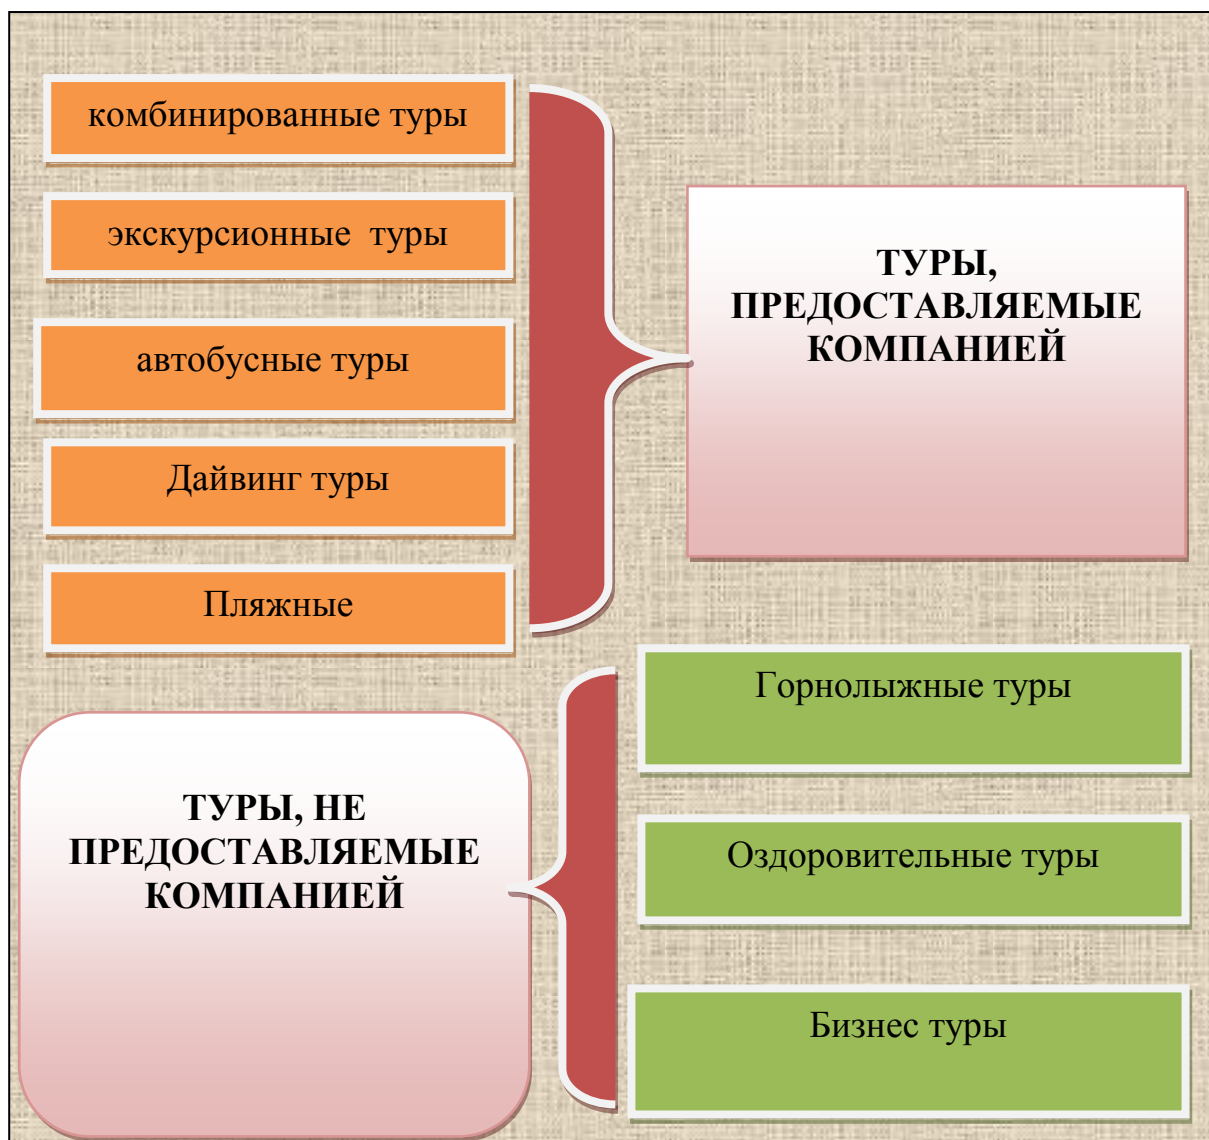 комбинированные туры
экскурсионные туры
автобусные туры
Дайвинг туры
Пляжные
ТУРЫ,
ПРЕДОСТАВЛЯЕМЫЕ
КОМПАНИЕЙ
ТУРЫ, НЕ
ПРЕДОСТАВЛЯЕМЫЕ
КОМПАНИЕЙ
Горнолыжные туры
Оздоровительные туры
Бизнес туры